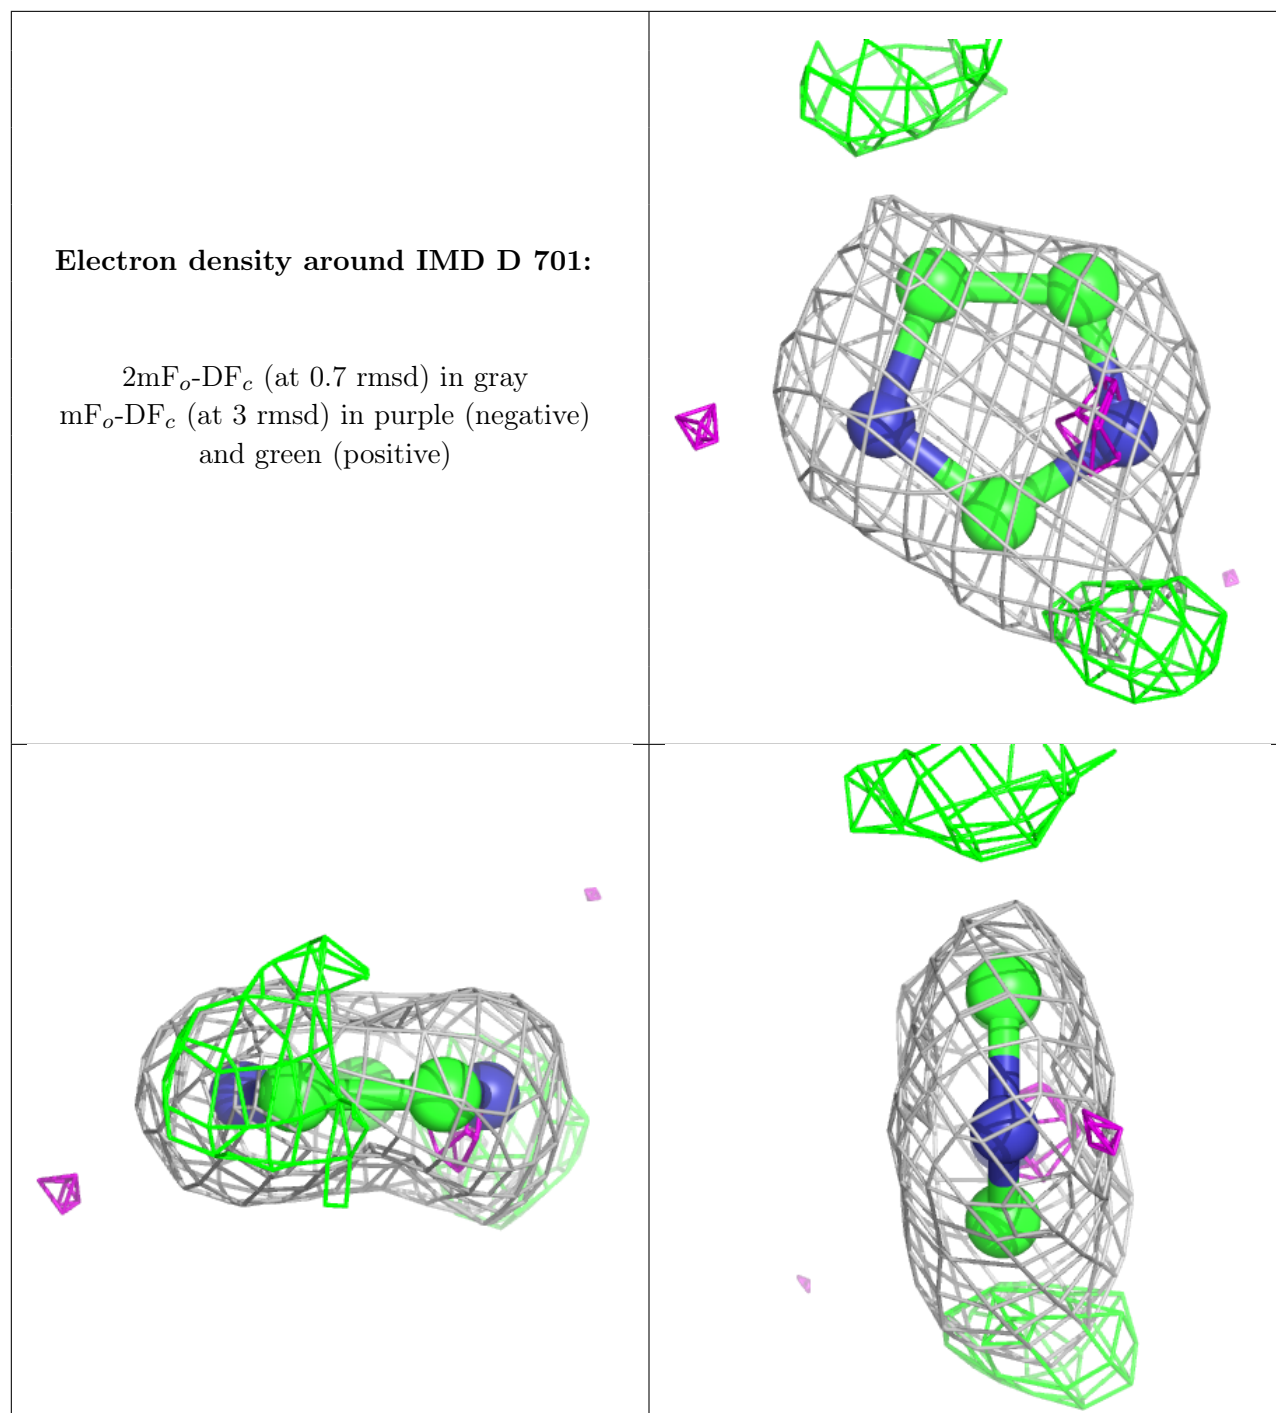 Electron density around IMD D 701:
2mFo-DFc (at 0.7 rmsd) in gray
mFo-DFc (at 3 rmsd) in purple (negative)
and green (positive)